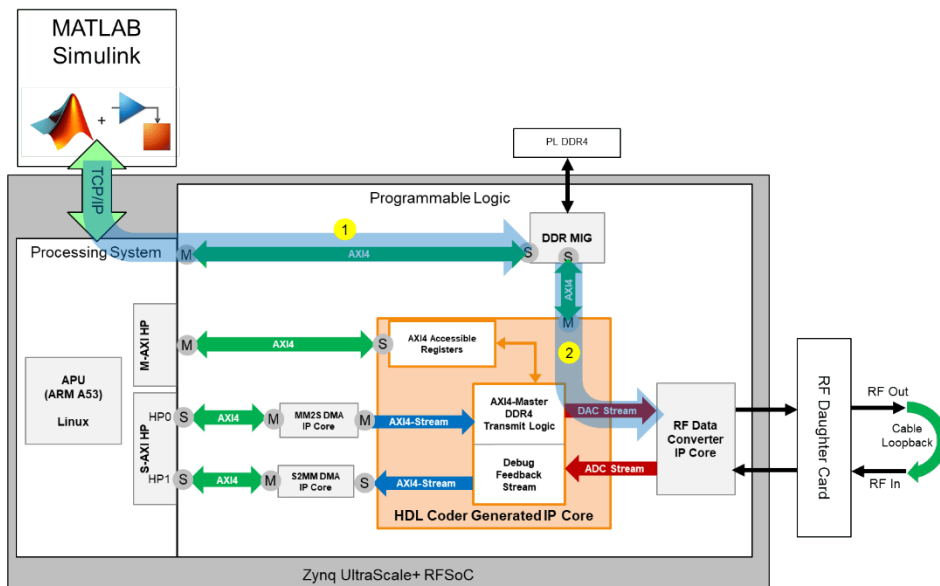 MATLAB
Simulink
+
TCP/IP
PL DDR4
Programmable Logic
1
DDR MIG
Processing System
M
AXI4
S
S
AXI4
M
M-AXI HP
M
AXI4
S
AXI4 Accessible
Registers
2
APU
(ARM A53)
Linux
S-AXI HP
HP0
S
AXI4
M
MM2S DMA
IP Core
M
AXI4-Stream
AXI4-Master
DDR4
Transmit Logic
DAC Stream
RF Data
Converter
IP Core
RF Daughter Card
RF Out
Cable
Loopback
RF In
HP1
S
AXI4
M
S2MM DMA
IP Core
S
AXI4-Stream
Debug
Feedback
Stream
ADC Stream
HDL Coder Generated IP Core
Zynq UltraScale+ RFSoC